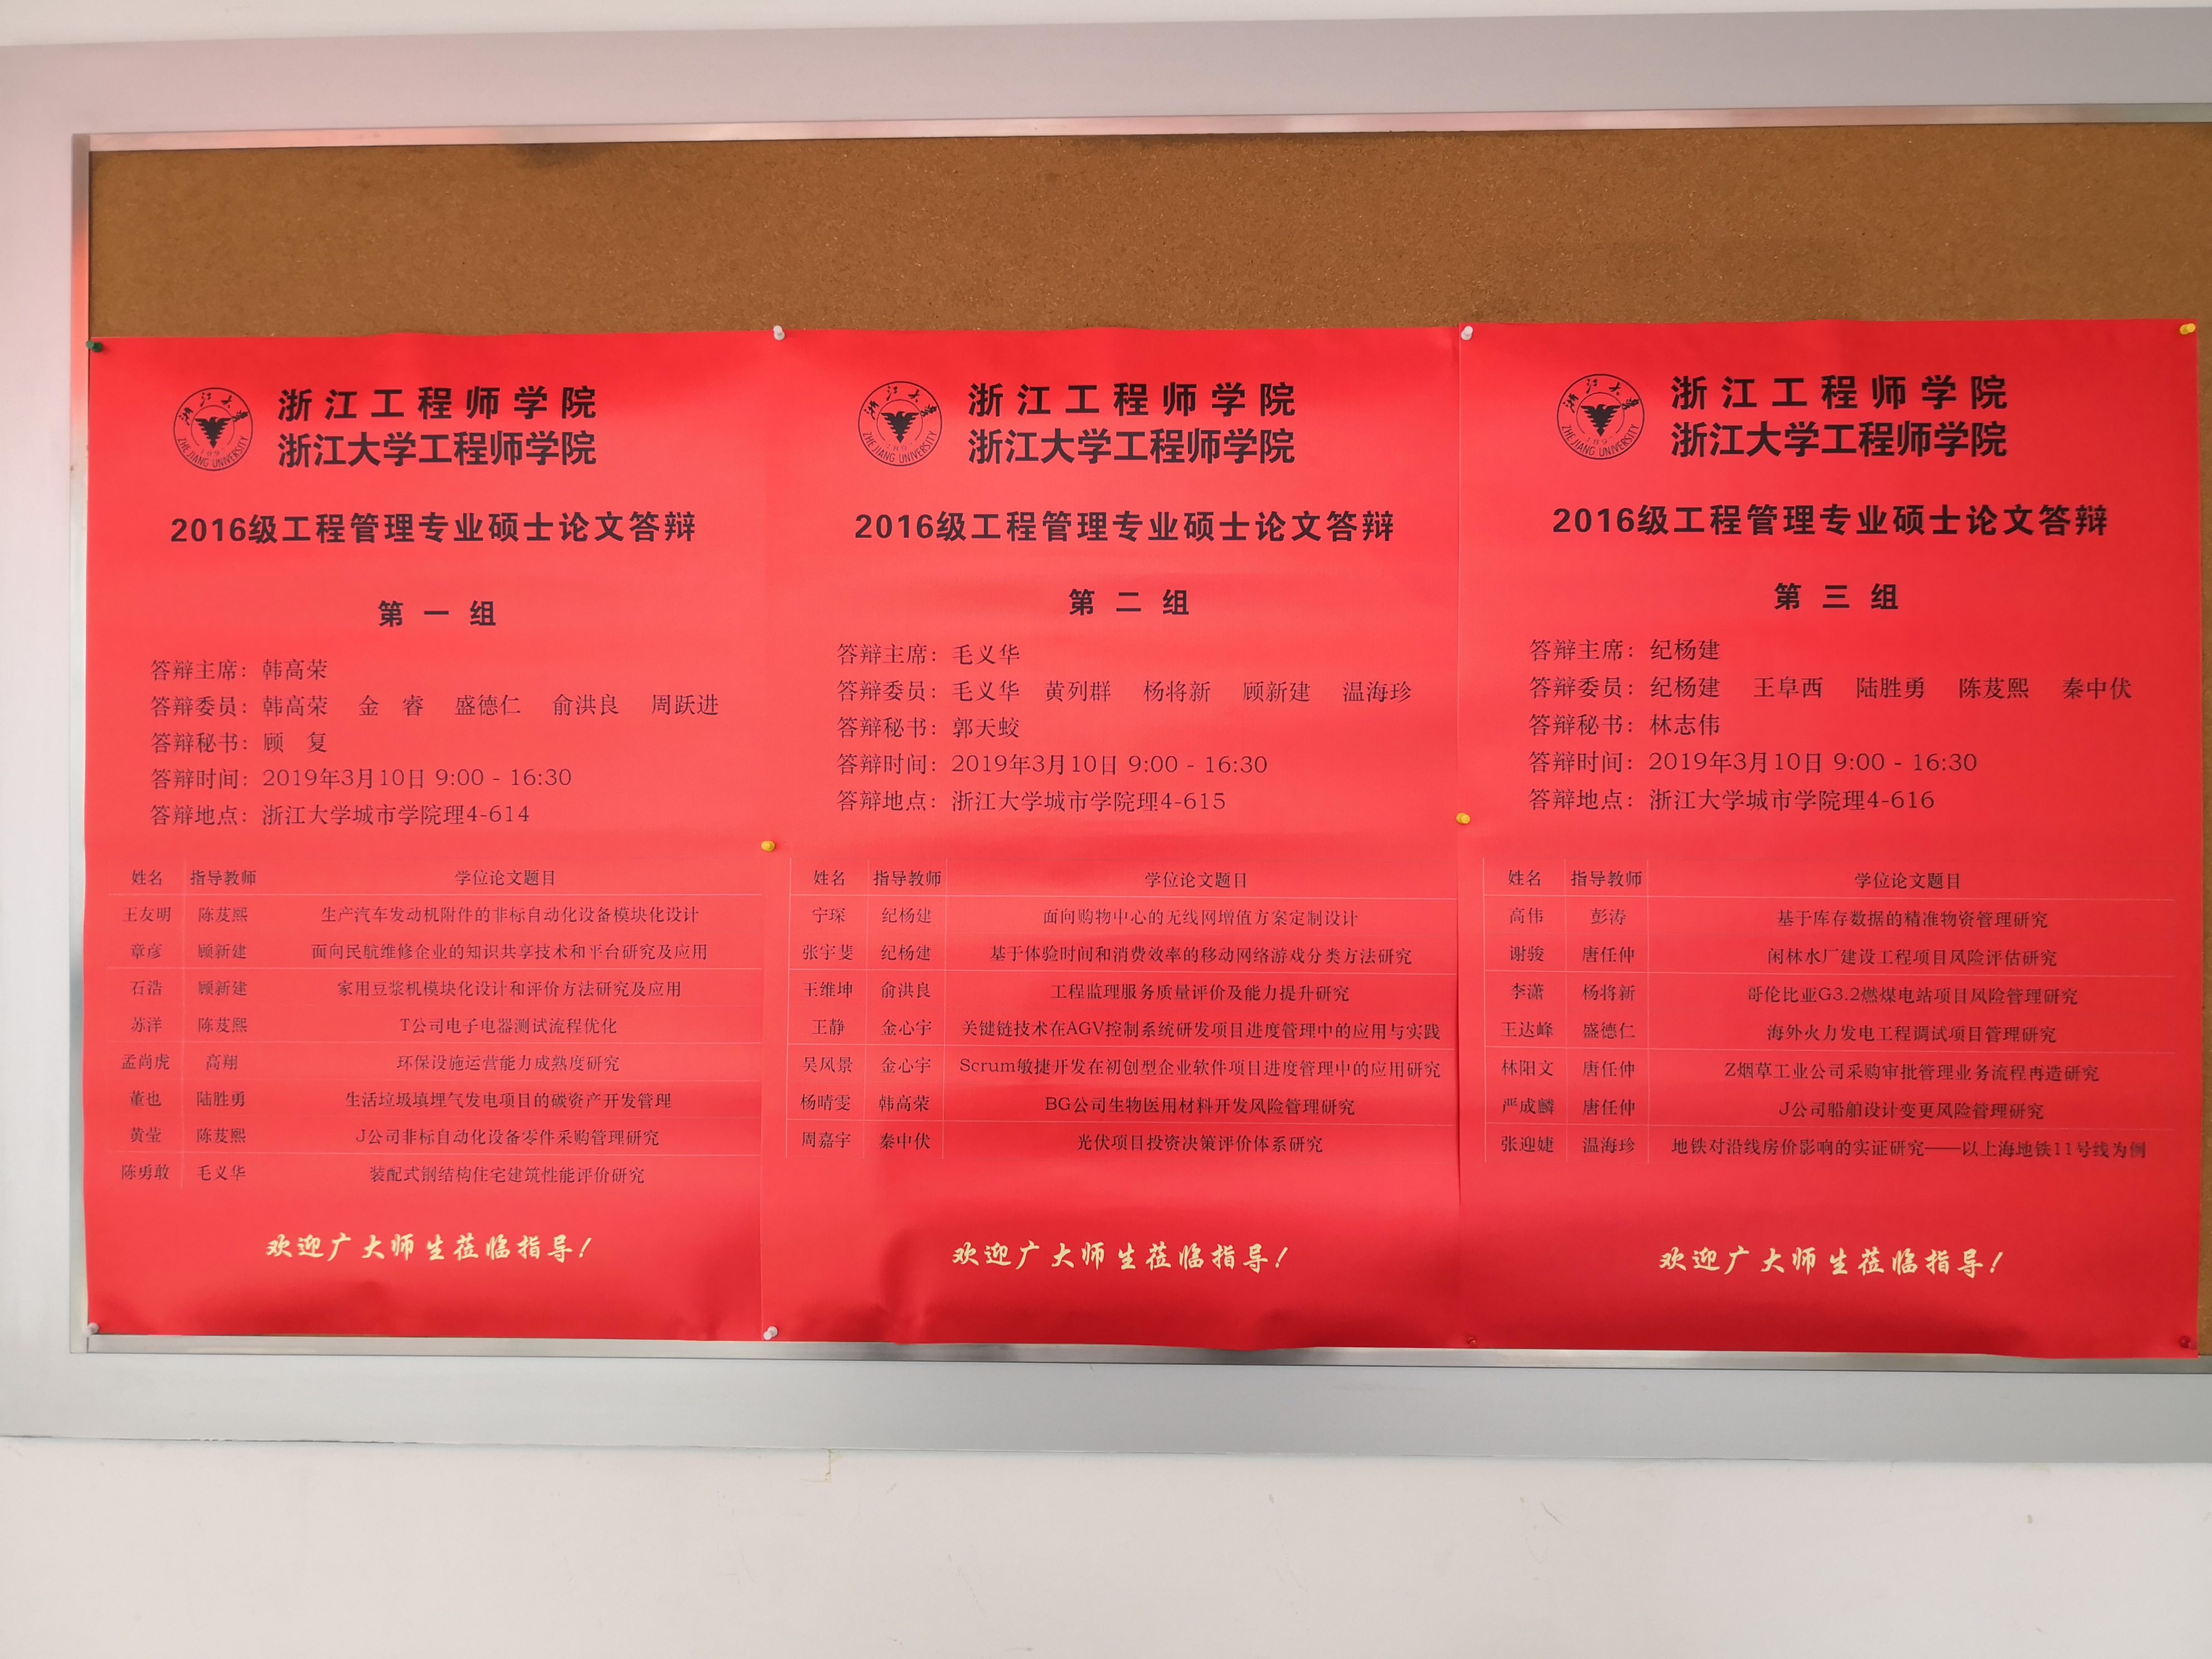 浙江大学
ZHEJIANG UNIVERSITY
浙江工程师学院
浙江大学工程师学院
2016级工程管理专业硕士论文答辩
第一组
答辩主席：韩高荣
答辩委员：韩高荣 金 睿 盛德仁 俞洪良 周跃进
答辩秘书：顾 复
答辩时间：2019年3月10日 9:00 - 16:30
答辩地点：浙江大学城市学院理4-614
姓名 指导教师 学位论文题目
王友明 陈芨熙 生产汽车发动机附件的非标自动化设备模块化设计
章彦 顾新建 面向民航维修企业的知识共享技术和平台研究及应用
石浩 顾新建 家用豆浆机模块化设计和评价方法研究及应用
苏洋 陈芨熙 T公司电子电器测试流程优化
孟尚虎 高翔 环保设施运营能力成熟度研究
董也 陆胜勇 生活垃圾填埋气发电项目的碳资产开发管理
黄莹 陈芨熙 J公司非标自动化设备零件采购管理研究
陈勇敢 毛义华 装配式钢结构住宅建筑性能评价研究
欢迎广大师生莅临指导！
浙江大学
ZHEJIANG UNIVERSITY
浙江工程师学院
浙江大学工程师学院
2016级工程管理专业硕士论文答辩
第二组
答辩主席：毛义华
答辩委员：毛义华 黄列群 杨将新 顾新建 温海珍
答辩秘书：郭天蛟
答辩时间：2019年3月10日 9:00 - 16:30
答辩地点：浙江大学城市学院理4-615
姓名 指导教师 学位论文题目
宁琛 纪杨建 面向购物中心的无线网增值方案定制设计
张宇斐 纪杨建 基于体验时间和消费效率的移动网络游戏分类方法研究
王维坤 俞洪良 工程监理服务质量评价及能力提升研究
王静 金心宇 关键链技术在AGV控制系统研发项目进度管理中的应用与实践
吴风景 金心宇 Scrum敏捷开发在初创型企业软件项目进度管理中的应用研究
杨晴雯 韩高荣 BG公司生物医用材料开发风险管理研究
周嘉宇 秦中伏 光伏项目投资决策评价体系研究
欢迎广大师生莅临指导！
浙江大学
ZHEJIANG UNIVERSITY
浙江工程师学院
浙江大学工程师学院
2016级工程管理专业硕士论文答辩
第三组
答辩主席：纪杨建
答辩委员：纪杨建 王阜西 陆胜勇 陈芨熙 秦中伏
答辩秘书：林志伟
答辩时间：2019年3月10日 9:00 - 16:30
答辩地点：浙江大学城市学院理4-616
姓名 指导教师 学位论文题目
高伟 彭涛 基于库存数据的精准物资管理研究
谢骏 唐任仲 闲林水厂建设工程项目风险评估研究
李潇 杨将新 哥伦比亚G3.2燃煤电站项目风险管理研究
王达峰 盛德仁 海外火力发电工程调试项目管理研究
林阳文 唐任仲 Z烟草工业公司采购审批管理业务流程再造研究
严成麟 唐任仲 J公司船舶设计变更风险管理研究
张迎婕 温海珍 地铁对沿线房价影响的实证研究——以上海地铁11号线为例
欢迎广大师生莅临指导！